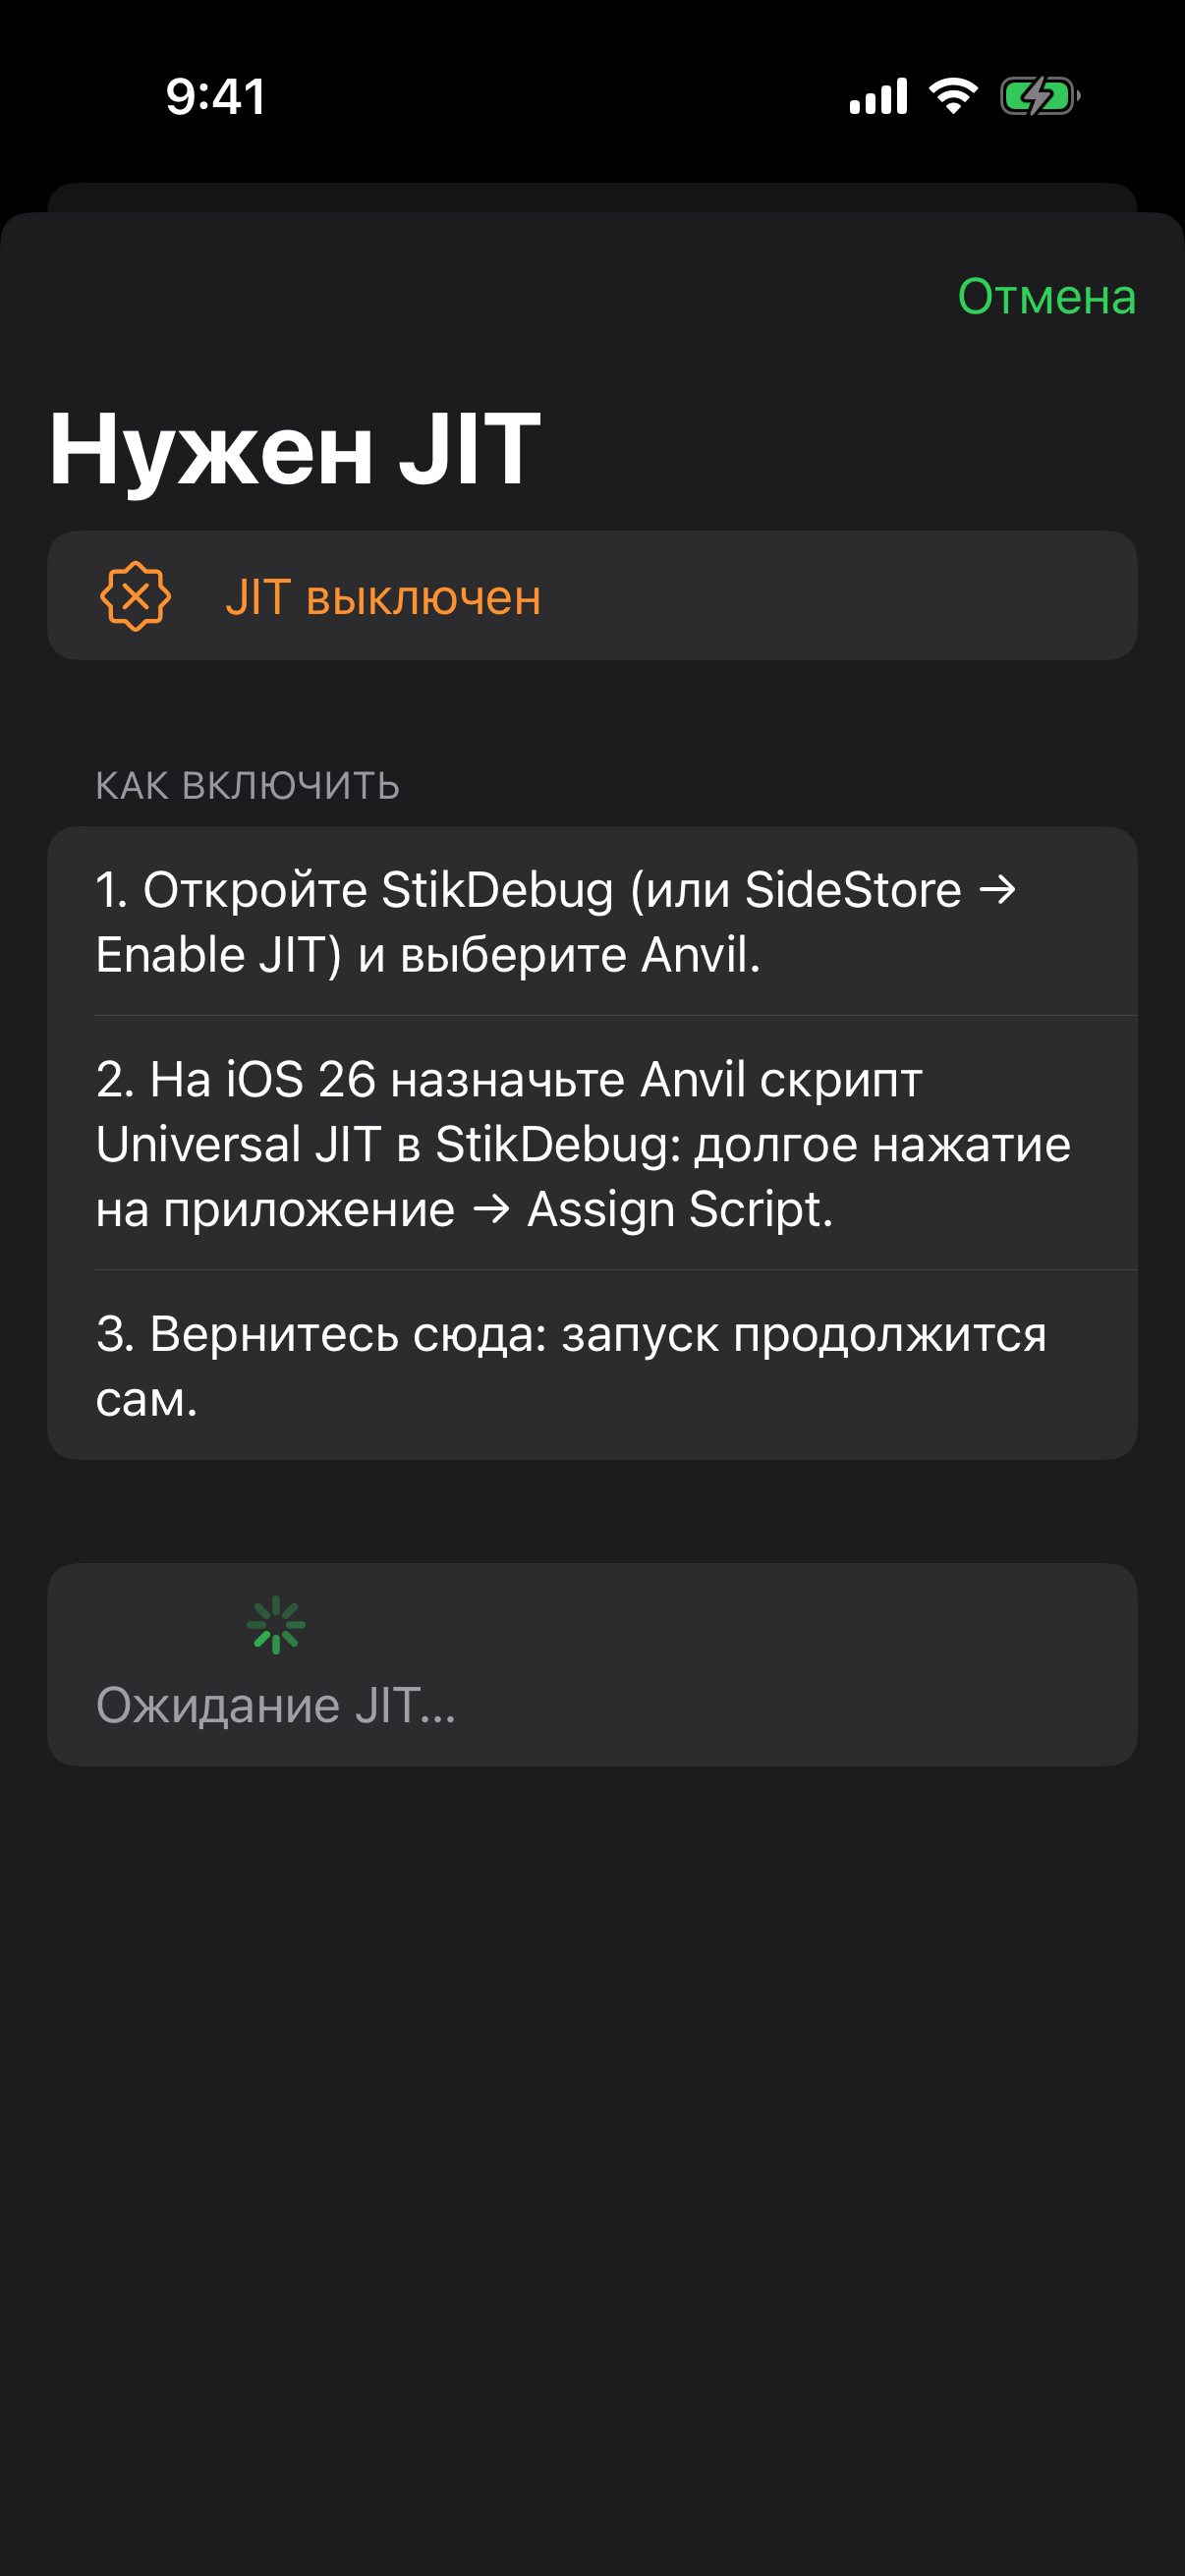 9:41
Отмена
Нужен JIT
JIT выключен
КАК ВКЛЮЧИТЬ
1. Откройте StikDebug (или SideStore →
Enable JIT) и выберите Anvil.
2. На iOS 26 назначьте Anvil скрипт
Universal JIT в StikDebug: долгое нажатие
на приложение → Assign Script.
3. Вернитесь сюда: запуск продолжится
сам.
Ожидание JIT...